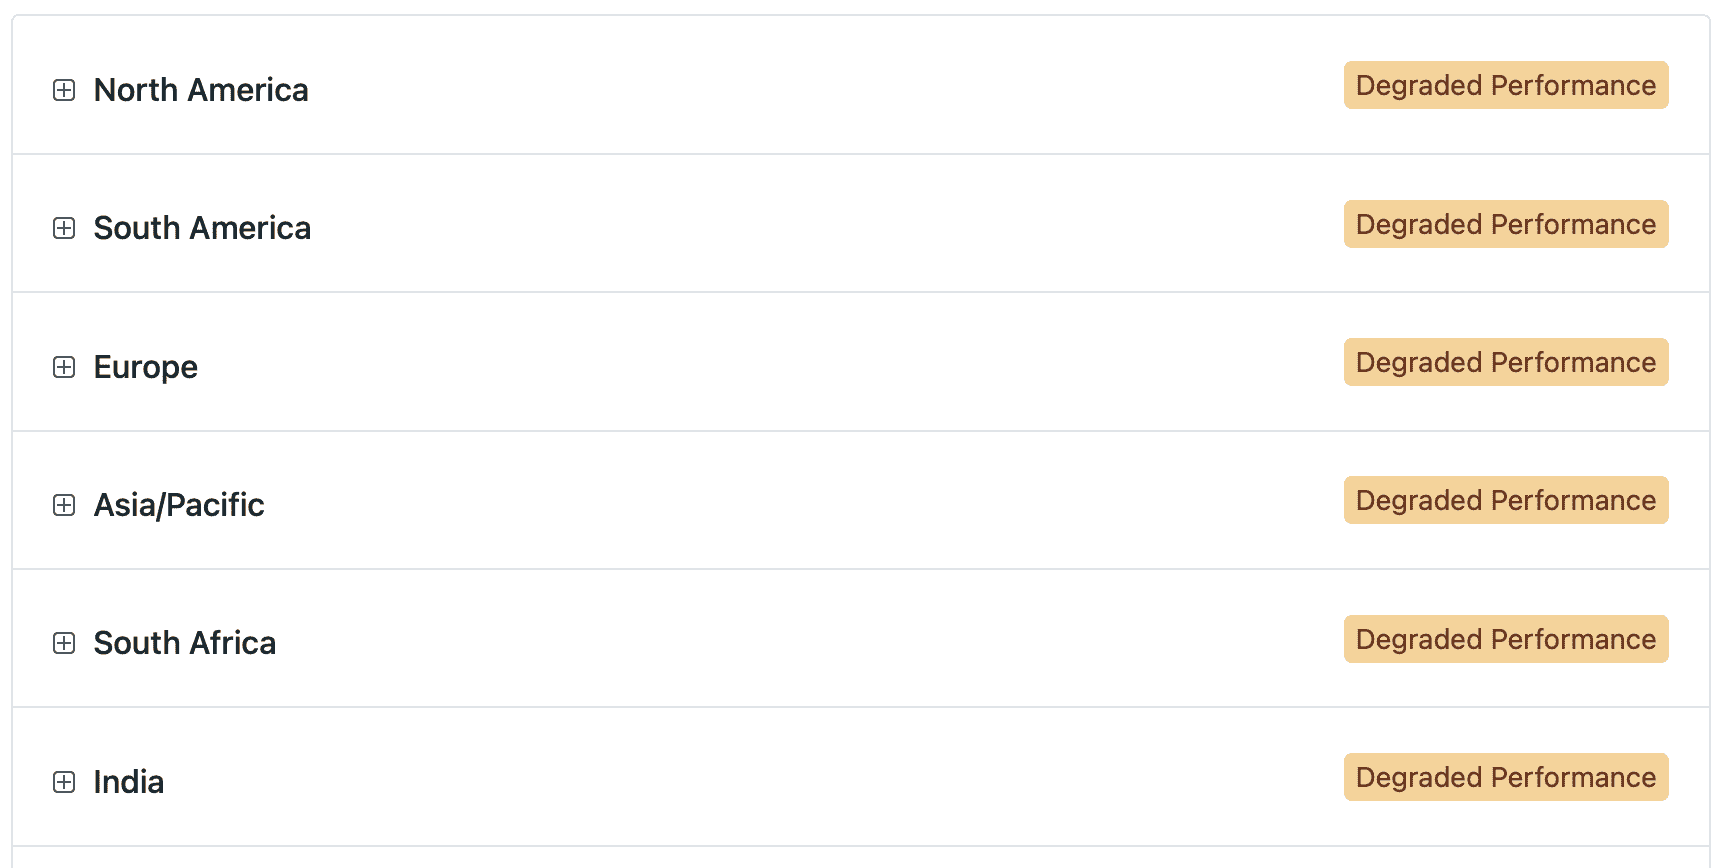 North America Degraded Performance
South America Degraded Performance
Europe Degraded Performance
Asia/Pacific Degraded Performance
South Africa Degraded Performance
India Degraded Performance